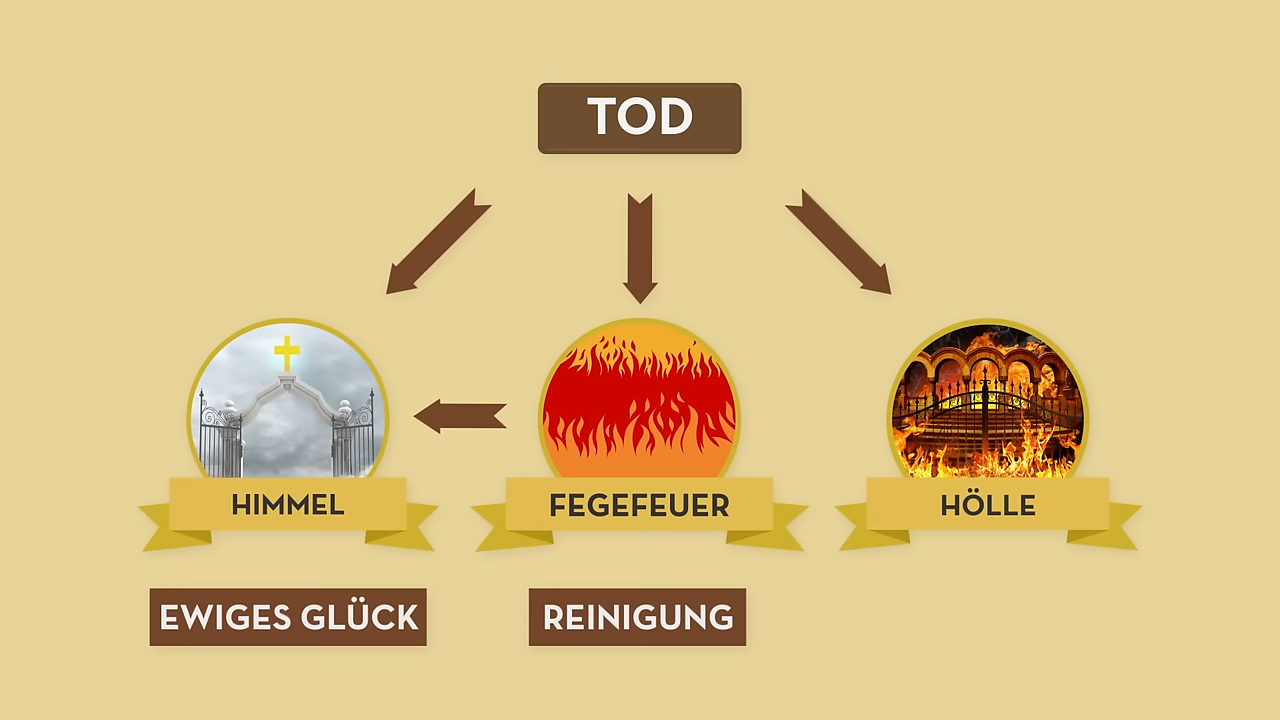 TOD
HIMMEL
FEGEFEUER
HÖLLE
EWIGES GLÜCK
REINIGUNG